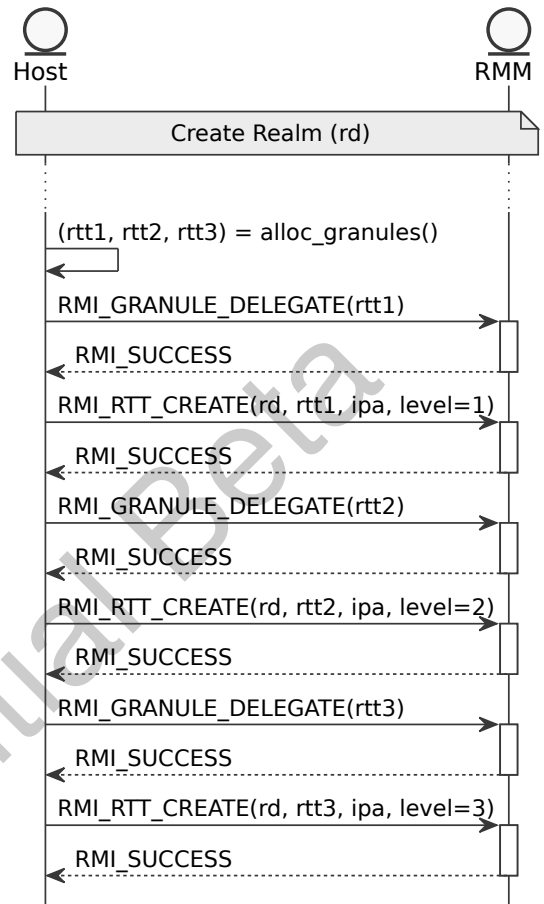 Host
RMM
Create Realm (rd)
(rtt1, rtt2, rtt3) = alloc_granules()
RMI_GRANULE_DELEGATE(rtt1)
RMI_SUCCESS
RMI_RTT_CREATE(rd, rtt1, ipa, level=1)
RMI_SUCCESS
RMI_GRANULE_DELEGATE(rtt2)
RMI_SUCCESS
RMI_RTT_CREATE(rd, rtt2, ipa, level=2)
RMI_SUCCESS
RMI_GRANULE_DELEGATE(rtt3)
RMI_SUCCESS
RMI_RTT_CREATE(rd, rtt3, ipa, level=3)
RMI_SUCCESS
Beta